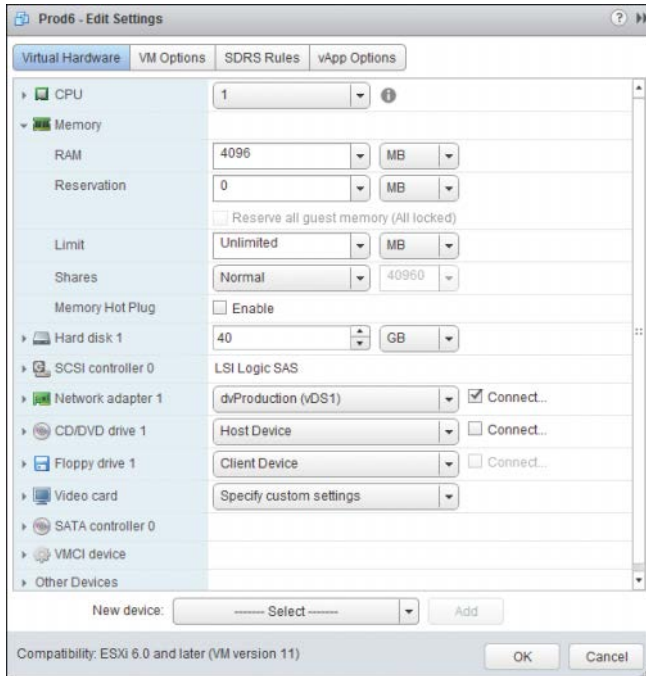 Prod6 - Edit Settings
Virtual Hardware VM Options SDRS Rules vApp Options
CPU 1
Memory
RAM 4096 MB
Reservation 0 MB
Reserve all guest memory (All locked)
Limit Unlimited MB
Shares Normal 40960
Memory Hot Plug Enable
Hard disk 1 40 GB
SCSI controller 0 LSI Logic SAS
Network adapter 1 dvProduction (vDS1) Connect...
CD/DVD drive 1 Host Device Connect...
Floppy drive 1 Client Device Connect...
Video card Specify custom settings
SATA controller 0
VMCI device
Other Devices
New device: ------- Select ------- Add
Compatibility: ESXi 6.0 and later (VM version 11) OK Cancel